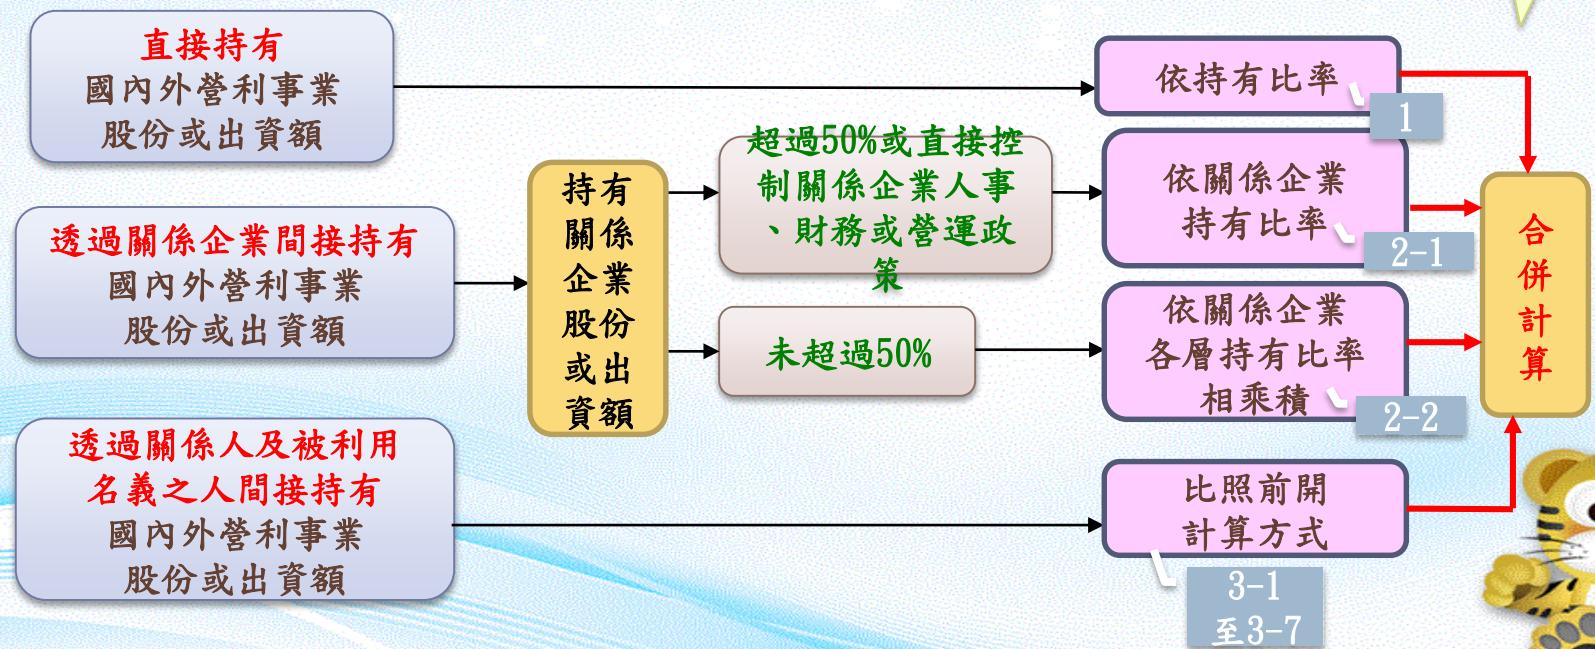 直接持有
國內外營利事業
股份或出資額
依持有比率
1
透過關係企業間接持有
國內外營利事業
股份或出資額
持有
關係
企業
股份
或出
資額
超過50%或直接控
制關係企業人事
、財務或營運政
策
依關係企業
持有比率
2-1
未超過50%
依關係企業
各層持有比率
相乘積
2-2
透過關係人及被利用
名義之人間接持有
國內外營利事業
股份或出資額
比照前開
計算方式
3-1
至3-7
合
併
計
算